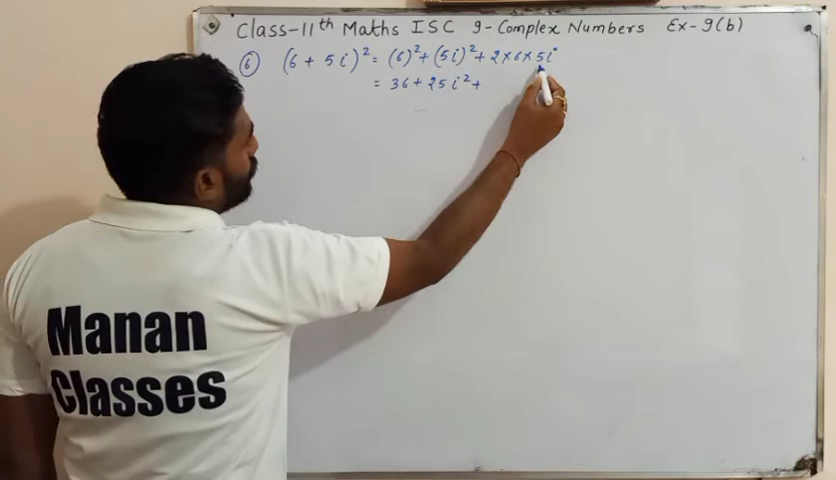 Class-11th Maths ISC 9-Complex Numbers Ex-9(b)
⑥ (6 + 5i)² = (6)² + (5i)² + 2×6×5i
= 36 + 25i² +
Manan
Classes